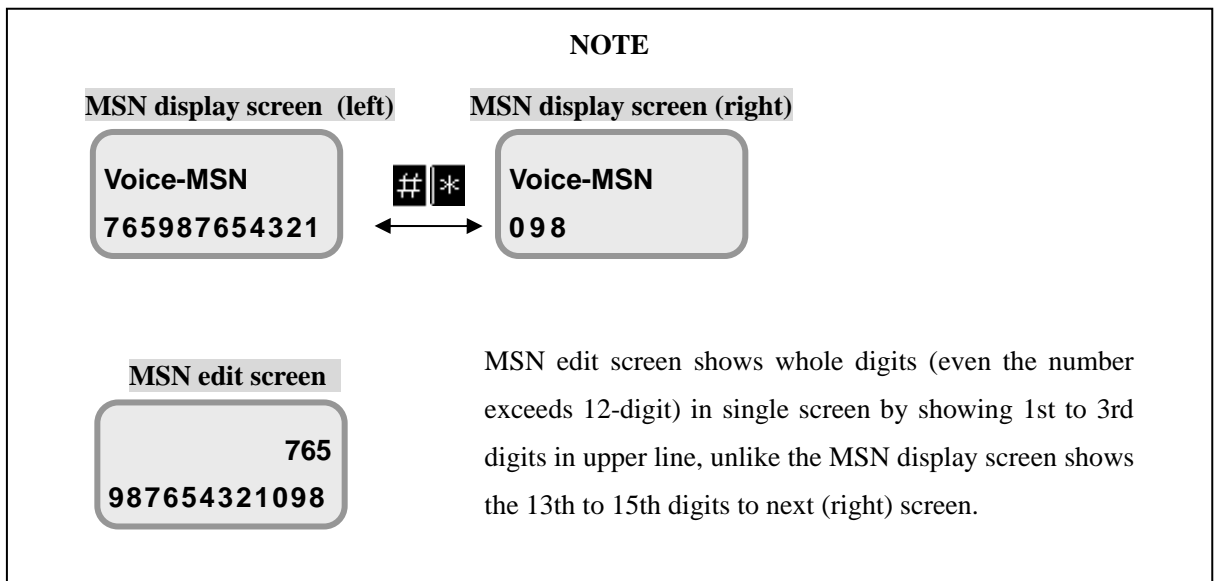 NOTE
MSN display screen (left)
MSN display screen (right)
Voice-MSN
765987654321
# *
Voice-MSN
098
MSN edit screen
765
987654321098
MSN edit screen shows whole digits (even the number
exceeds 12-digit) in single screen by showing 1st to 3rd
digits in upper line, unlike the MSN display screen shows
the 13th to 15th digits to next (right) screen.